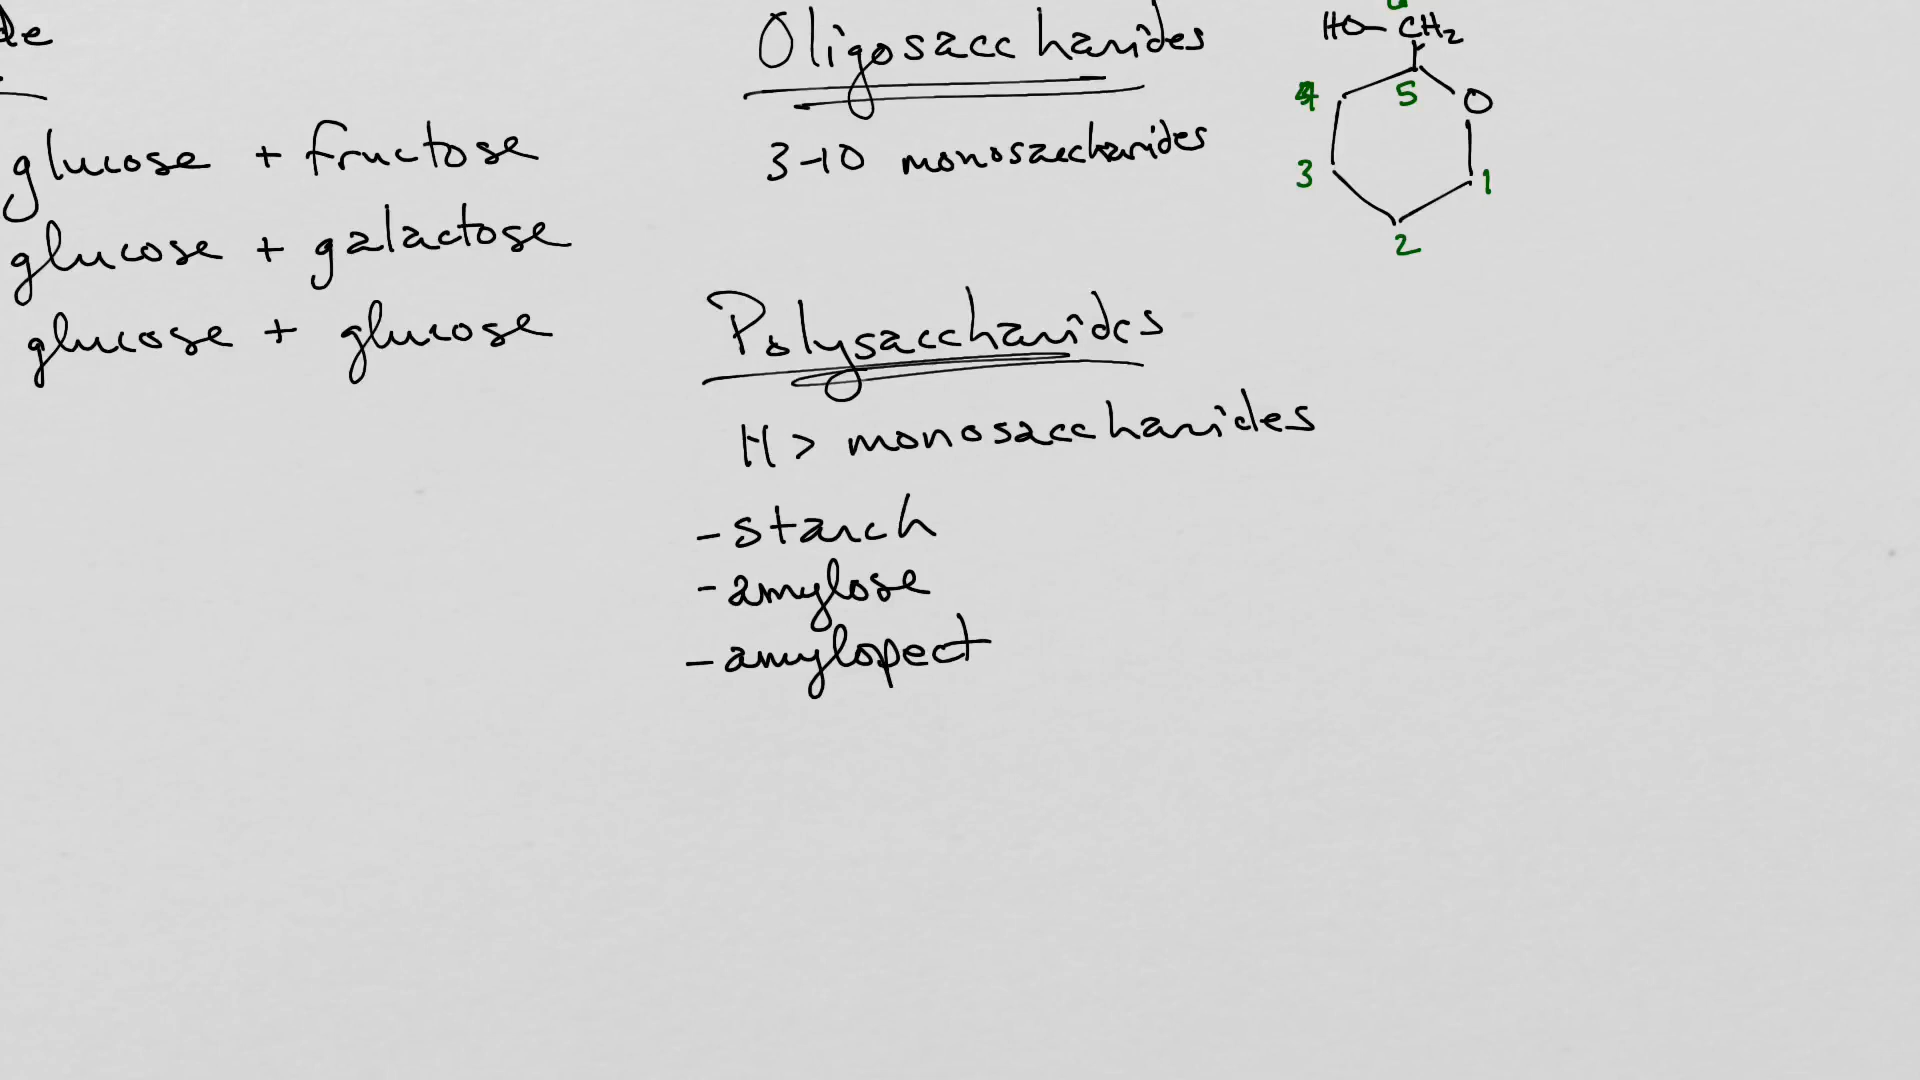 de
glucose + fructose
glucose + galactose
glucose + glucose
Oligosaccharides
3-10 monosaccharides
Polysaccharides
H > monosaccharides
- starch
- amylose
- amylopect
HO-CH2
4
5
O
3
1
2